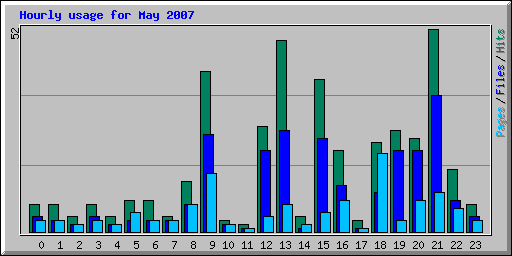 Hourly usage for May 2007
52
Pages / Files / Hits
0 1 2 3 4 5 6 7 8 9 10 11 12 13 14 15 16 17 18 19 20 21 22 23